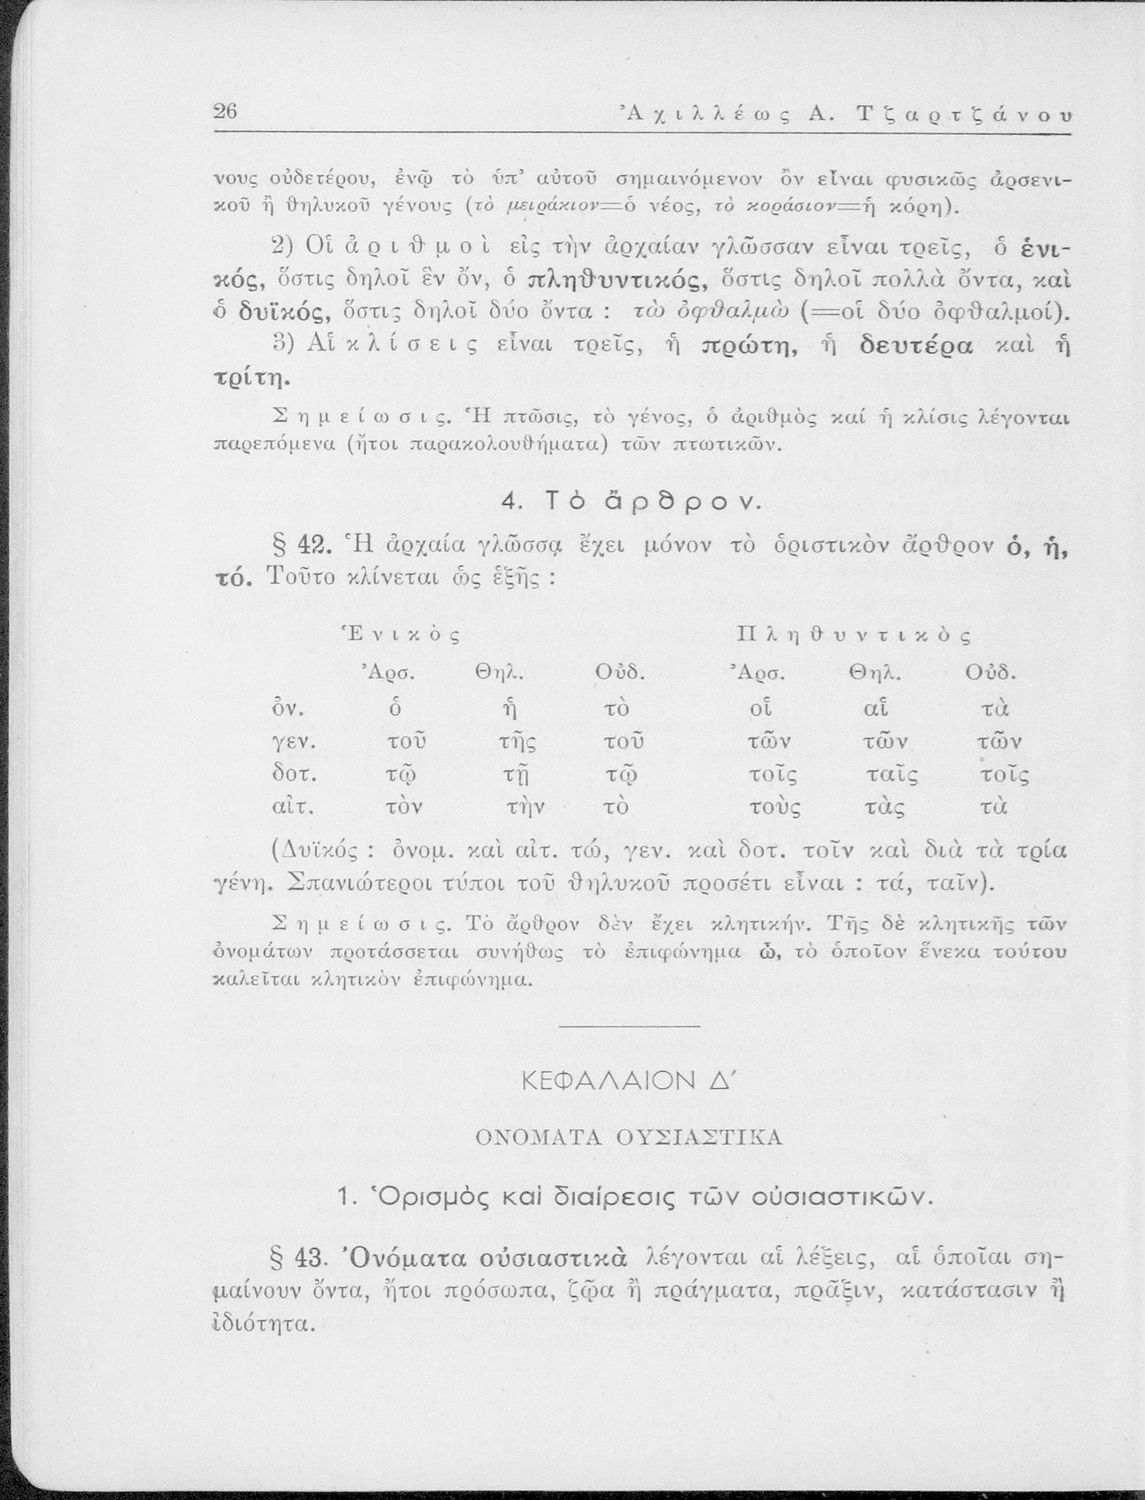 26 Ἀχιλλέως Α. Τζαρτζάνου
νους οὐδετέρου, ἐνῷ τὸ ὑπ’ αὐτοῦ σημαινόμενον ὂν εἶναι φυσικῶς ἀρσενι-
κοῦ ἢ θηλυκοῦ γένους (τὸ μειράκιον=ὁ νέος, τὸ κοράσιον=ἡ κόρη).
2) Οἱ ἀριθμοὶ εἰς τὴν ἀρχαίαν γλῶσσαν εἶναι τρεῖς, ὁ ἑνι-
κός, ὅστις δηλοῖ ἓν ὄν, ὁ πληθυντικός, ὅστις δηλοῖ πολλὰ ὄντα, καὶ
ὁ δυϊκός, ὅστις δηλοῖ δύο ὄντα : τὼ ὀφθαλμὼ (=οἱ δύο ὀφθαλμοί).
3) Αἱ κλίσεις εἶναι τρεῖς, ἡ πρώτη, ἡ δευτέρα καὶ ἡ
τρίτη.
Σημείωσις. Ἡ πτῶσις, τὸ γένος, ὁ ἀριθμὸς καί ἡ κλίσις λέγονται
παρεπόμενα (ἤτοι παρακολουθήματα) τῶν πτωτικῶν.
4. Τὸ ἄρθρον.
§ 42. Ἡ ἀρχαία γλῶσσα ἔχει μόνον τὸ ὁριστικὸν ἄρθρον ὁ, ἡ,
τό. Τοῦτο κλίνεται ὡς ἑξῆς :
Ἑνικὸς Πληθυντικὸς
Ἀρσ. Θηλ. Οὐδ. Ἀρσ. Θηλ. Οὐδ.
ὀν. ὁ ἡ τὸ οἱ αἱ τὰ
γεν. τοῦ τῆς τοῦ τῶν τῶν τῶν
δοτ. τῷ τῇ τῷ τοῖς ταῖς τοῖς
αἰτ. τὸν τὴν τὸ τοὺς τὰς τὰ
(Δυϊκός : ὀνομ. καὶ αἰτ. τώ, γεν. καὶ δοτ. τοῖν καὶ διὰ τὰ τρία
γένη. Σπανιώτεροι τύποι τοῦ θηλυκοῦ προσέτι εἶναι : τά, ταῖν).
Σημείωσις. Τὸ ἄρθρον δὲν ἔχει κλητικήν. Τῆς δὲ κλητικῆς τῶν
ὀνομάτων προτάσσεται συνήθως τὸ ἐπιφώνημα ὦ, τὸ ὁποῖον ἕνεκα τούτου
καλεῖται κλητικὸν ἐπιφώνημα.
ΚΕΦΑΛΑΙΟΝ Δ΄
ΟΝΟΜΑΤΑ ΟΥΣΙΑΣΤΙΚΑ
1. Ὁρισμὸς καὶ διαίρεσις τῶν οὐσιαστικῶν.
§ 43. Ὀνόματα οὐσιαστικὰ λέγονται αἱ λέξεις, αἱ ὁποῖαι ση-
μαίνουν ὄντα, ἤτοι πρόσωπα, ζῷα ἢ πράγματα, πρᾶξιν, κατάστασιν ἢ
ἰδιότητα.